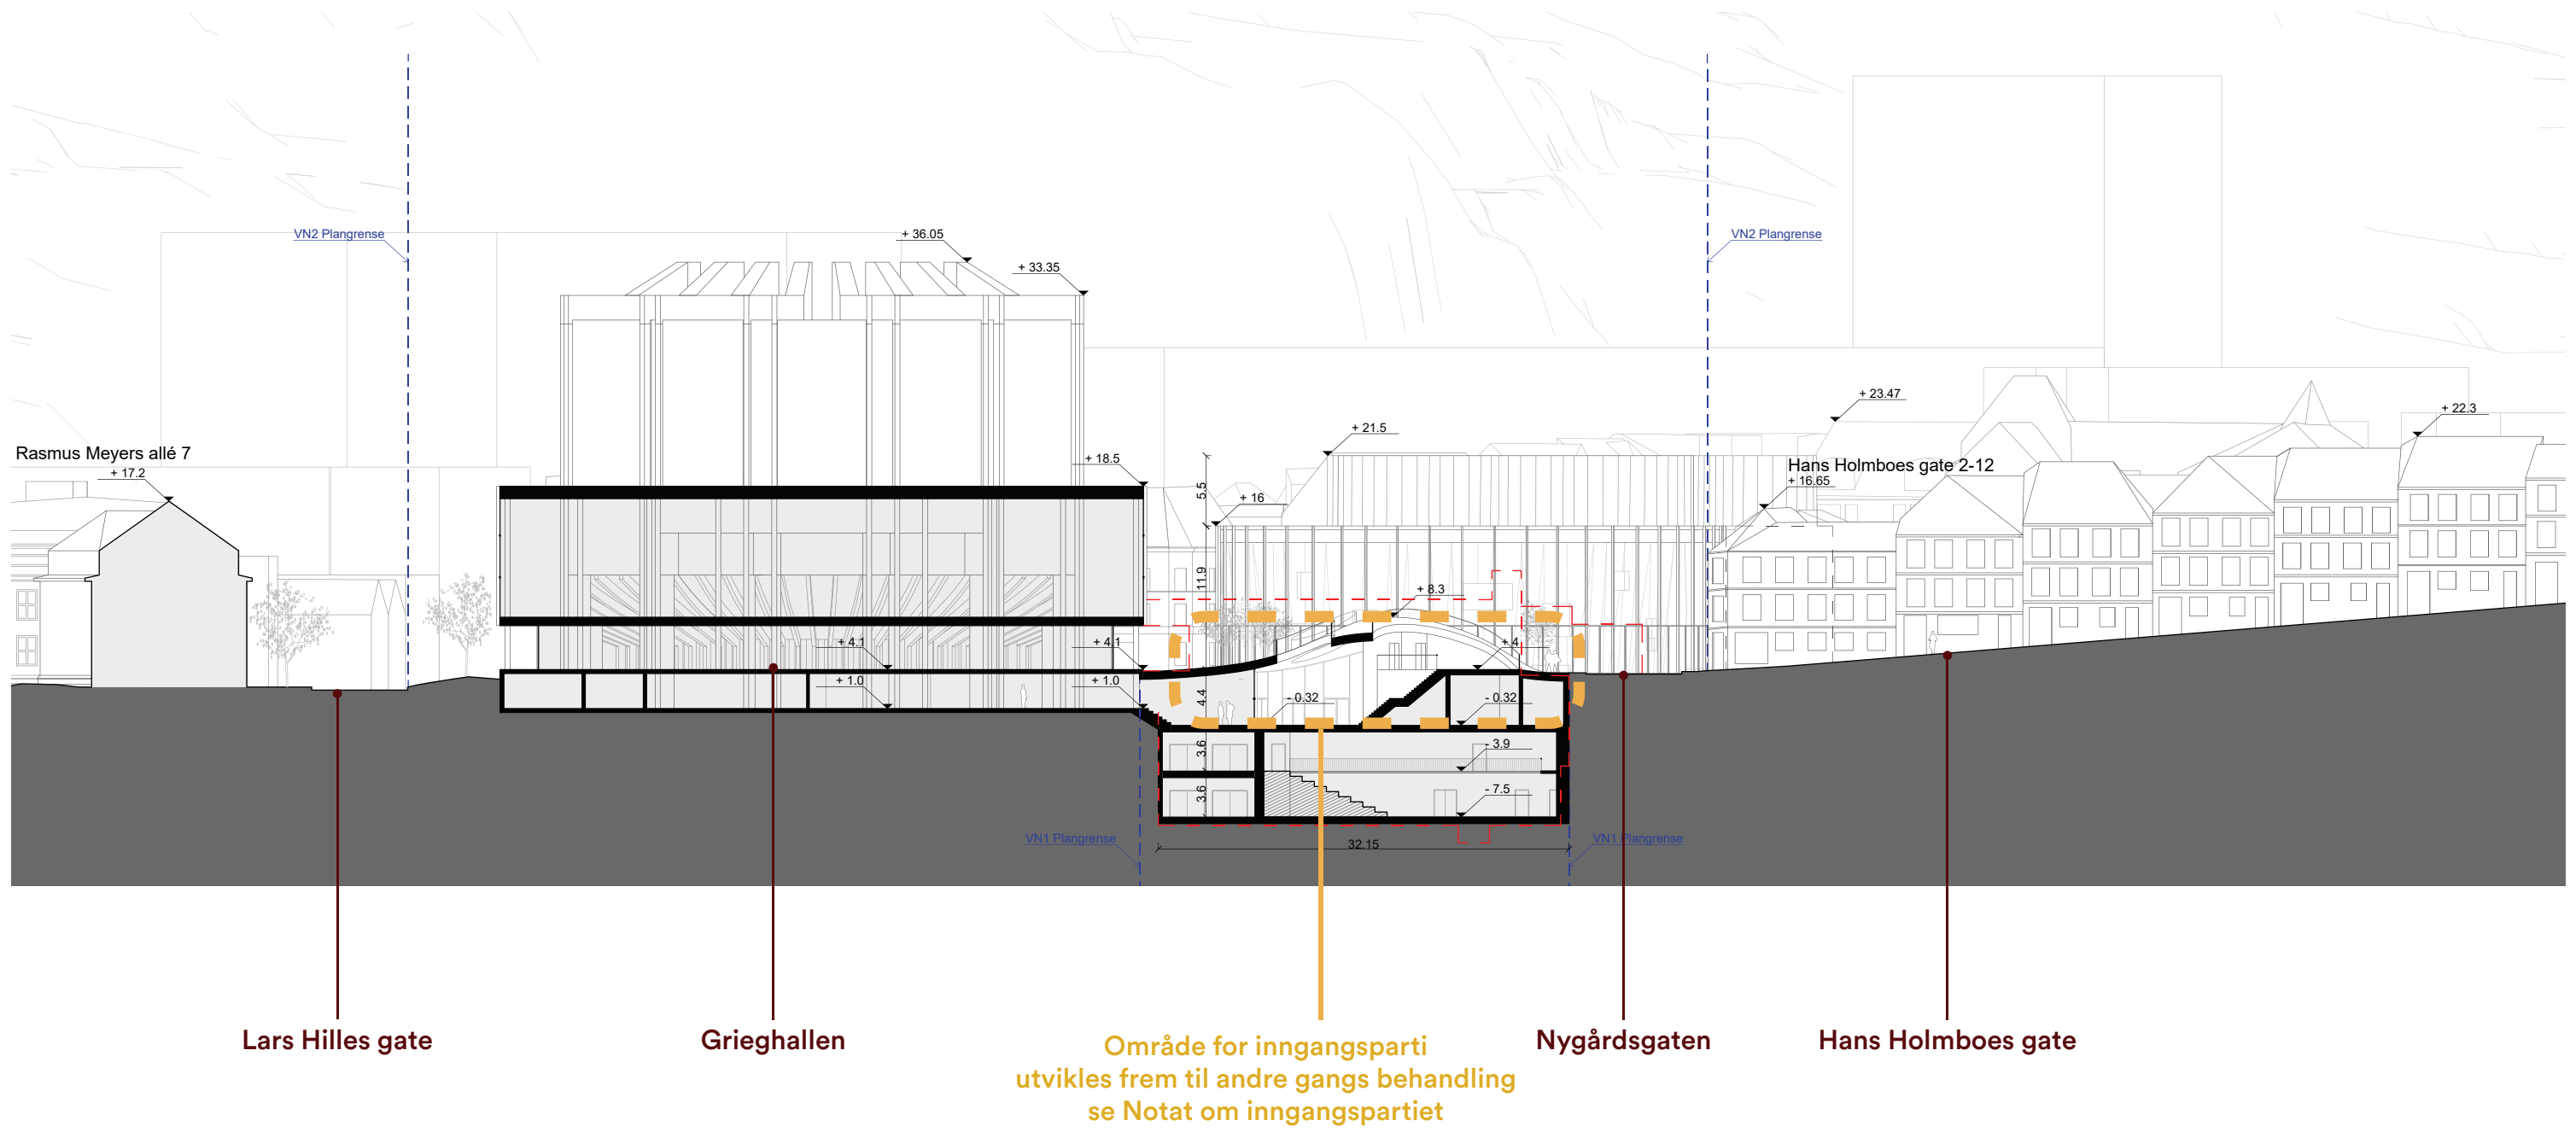 VN2 Plangrense
+ 36.05
VN2 Plangrense
+ 33.35
+ 23.47
+ 22.3
+ 21.5
Rasmus Meyers allé 7
+ 17.2
+ 18.5
Hans Holmboes gate 2-12
+ 16.65
5.5
+ 16
11.9
+ 8.3
+ 4.1
+ 4.1
+ 4
+ 1.0
+ 1.0
4.4
- 0.32
- 0.32
3.6
- 3.9
3.6
- 7.5
VN1 Plangrense
VN1 Plangrense
32.15
Lars Hilles gate
Grieghallen
Område for inngangsparti
utvikles frem til andre gangs behandling
se Notat om inngangspartiet
Nygårdsgaten
Hans Holmboes gate